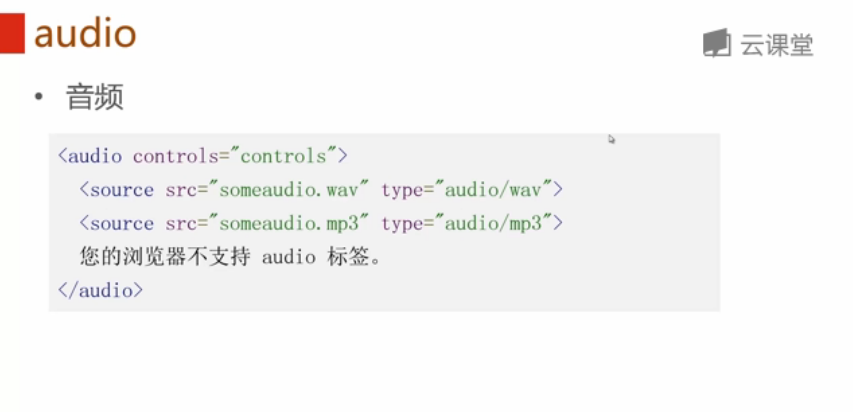 audio
云课堂
• 音频
<audio controls="controls">
<source src="someaudio.wav" type="audio/wav">
<source src="someaudio.mp3" type="audio/mp3">
您的浏览器不支持 audio 标签。
</audio>